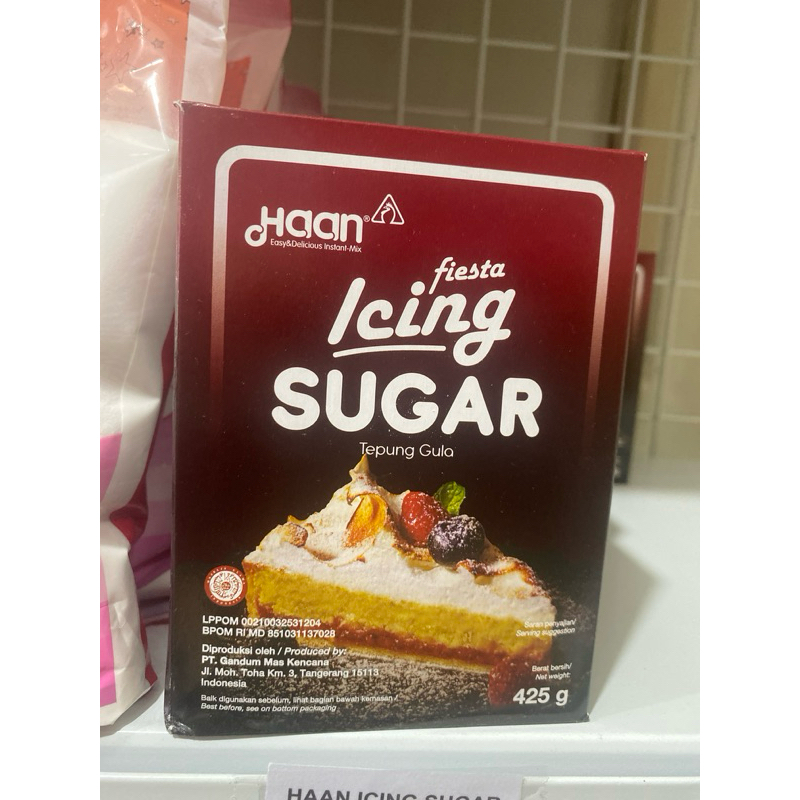 Haan®
Easy&Delicious Instant-Mix
fiesta
Icing
SUGAR
Tepung Gula
LPPOM 00210032531204
BPOM RI MD 851031137028
Diproduksi oleh / Produced by:
PT. Gandum Mas Kencana
Jl. Moh. Toha Km. 3, Tangerang 15113
Indonesia
Baik digunakan sebelum, lihat bagian bawah kemasan /
Best before, see on bottom packaging
Saran penyajian/
Serving suggestion
Berat bersih/
Net weight:
425 g
HAAN ICING SUGAR